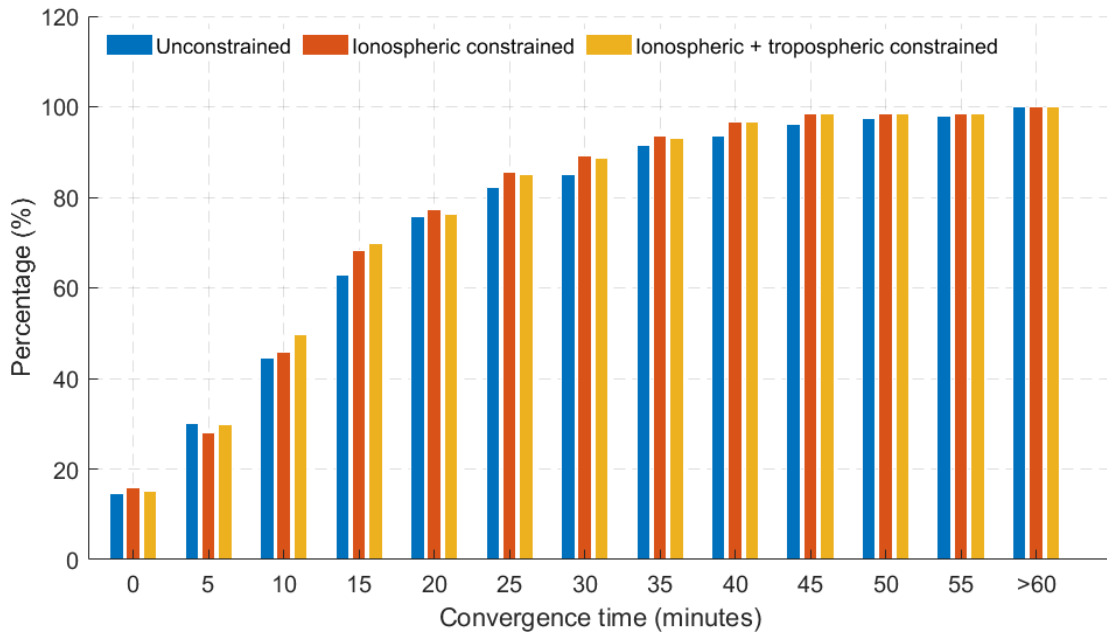 120
Unconstrained Ionospheric constrained Ionospheric + tropospheric constrained
100
80
60
40
20
0
Percentage (%)
0 5 10 15 20 25 30 35 40 45 50 55 >60
Convergence time (minutes)